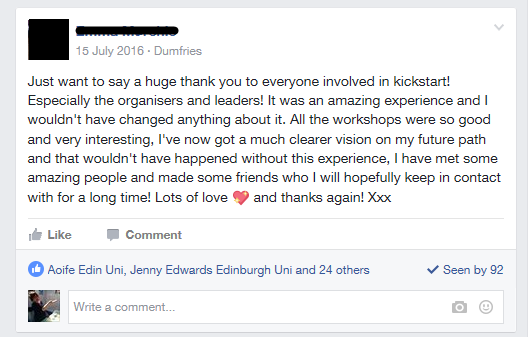 15 July 2016 · Dumfries
Just want to say a huge thank you to everyone involved in kickstart!
Especially the organisers and leaders! It was an amazing experience and I
wouldn't have changed anything about it. All the workshops were so good
and very interesting, I've now got a much clearer vision on my future path
and that wouldn't have happened without this experience, I have met some
amazing people and made some friends who I will hopefully keep in contact
with for a long time! Lots of love 💖 and thanks again! Xxx
Like Comment
Aoife Edin Uni, Jenny Edwards Edinburgh Uni and 24 others ✓ Seen by 92
Write a comment...